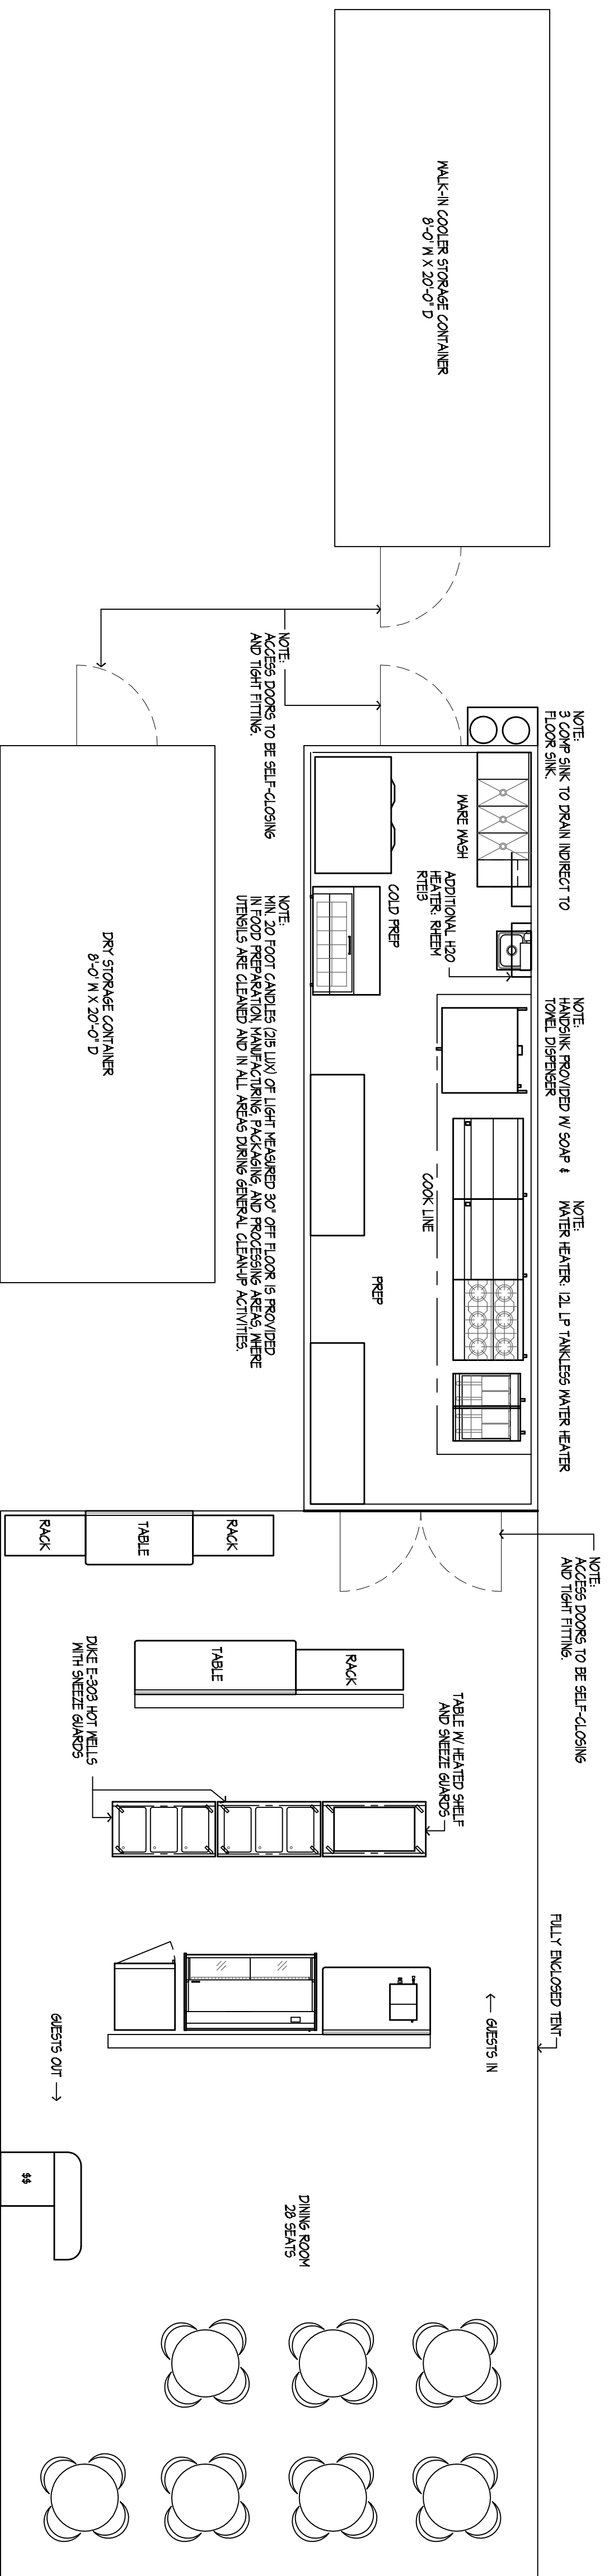 WALK-IN COOLER STORAGE CONTAINER
8'-0' W X 20'-0" D
NOTE:
ACCESS DOORS TO BE SELF-CLOSING
AND TIGHT FITTING.
NOTE:
3 COMP SINK TO DRAIN INDIRECT TO
FLOOR SINK.
WARE WASH
ADDITIONAL H2O
HEATER: RHEEM
RTE13
COLD PREP
NOTE:
HANDSINK PROVIDED W/ SOAP &
TOWEL DISPENSER
NOTE:
WATER HEATER: 12L LP TANKLESS WATER HEATER
COOK LINE
PREP
NOTE:
MIN. 20 FOOT CANDLES (215 LUX) OF LIGHT MEASURED 30" OFF FLOOR IS PROVIDED
IN FOOD PREPARATION, MANUFACTURING, PACKAGING, AND PROCESSING AREAS, WHERE
UTENSILS ARE CLEANED AND IN ALL AREAS DURING GENERAL CLEAN-UP ACTIVITIES.
DRY STORAGE CONTAINER
8'-0' W X 20'-0" D
NOTE:
ACCESS DOORS TO BE SELF-CLOSING
AND TIGHT FITTING.
RACK
TABLE
RACK
RACK
TABLE
TABLE W/ HEATED SHELF
AND SNEEZE GUARDS
DUKE E-303 HOT WELLS
WITH SNEEZE GUARDS
FULLY ENCLOSED TENT
GUESTS IN
GUESTS OUT
$$
DINING ROOM
28 SEATS